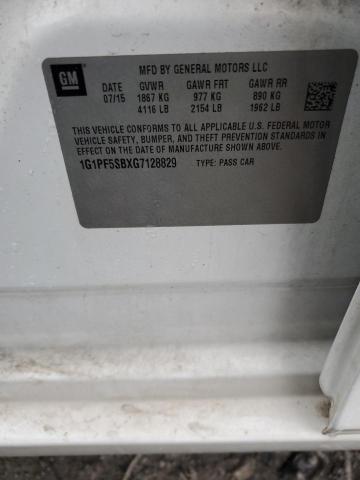 GM
MFD BY GENERAL MOTORS LLC
DATE GVWR GAWR FRT GAWR RR
07/15 1867 KG 977 KG 890 KG
4116 LB 2154 LB 1962 LB
THIS VEHICLE CONFORMS TO ALL APPLICABLE U.S. FEDERAL MOTOR
VEHICLE SAFETY, BUMPER, AND THEFT PREVENTION STANDARDS IN
EFFECT ON THE DATE OF MANUFACTURE SHOWN ABOVE.
1G1PF5SBXG7128829 TYPE: PASS CAR